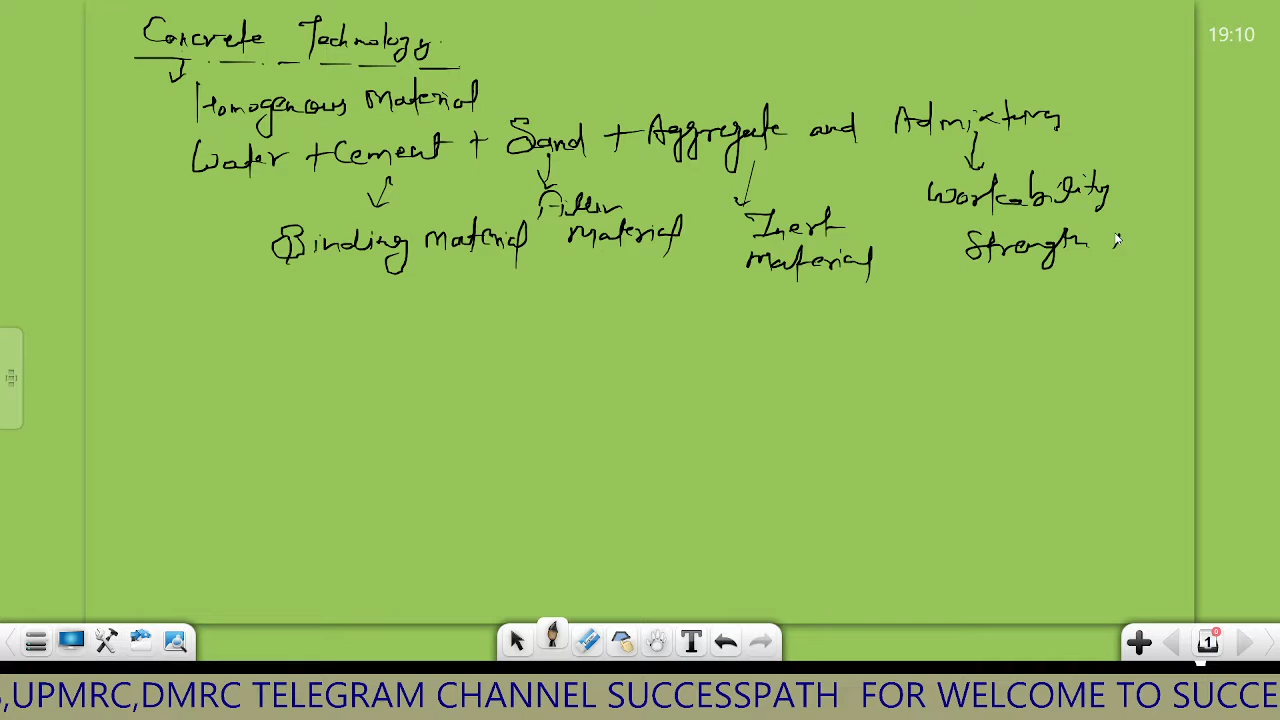 Concrete Technology
19:10
Homogenous Material
Water + Cement + Sand + Aggregate and Admixture
Workability
Filler
Binding Material Material Inert
Strength
Material
1
,UPMRC,DMRC TELEGRAM CHANNEL SUCCESSPATH FOR WELCOME TO SUCCE